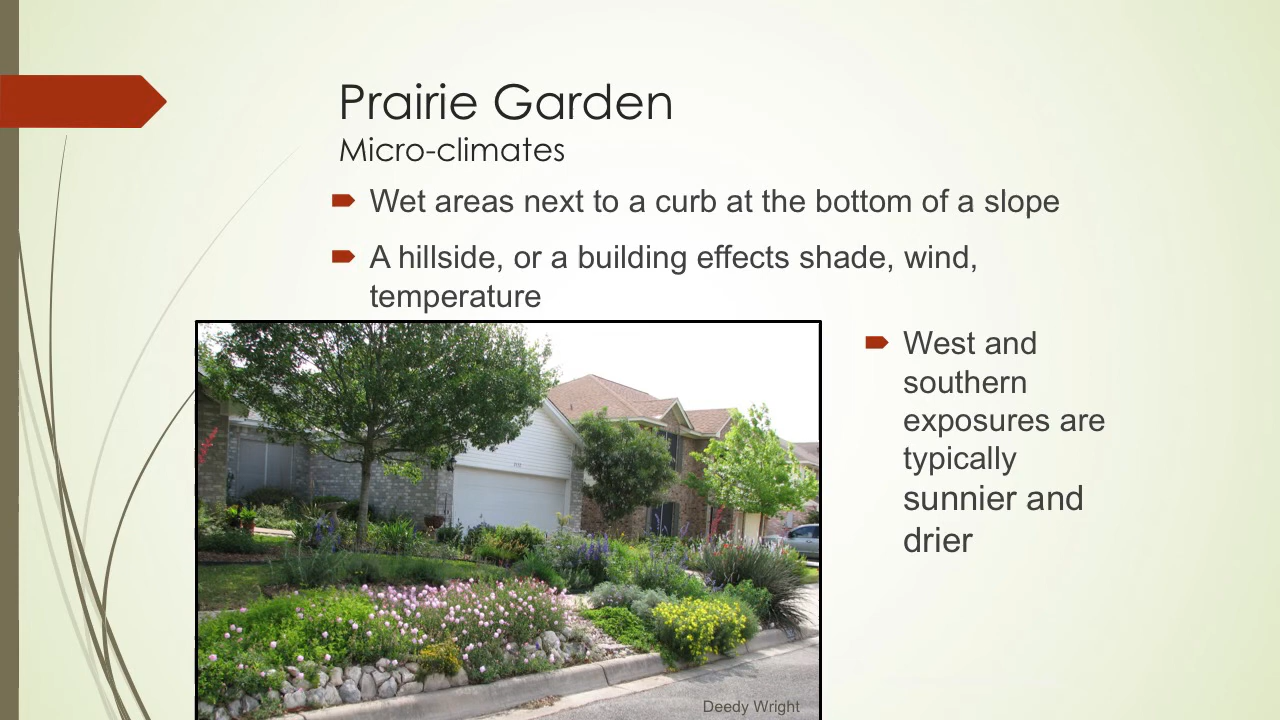 Prairie Garden
Micro-climates
Wet areas next to a curb at the bottom of a slope
A hillside, or a building effects shade, wind,
temperature
West and
southern
exposures are
typically
sunnier and
drier
Deedy Wright